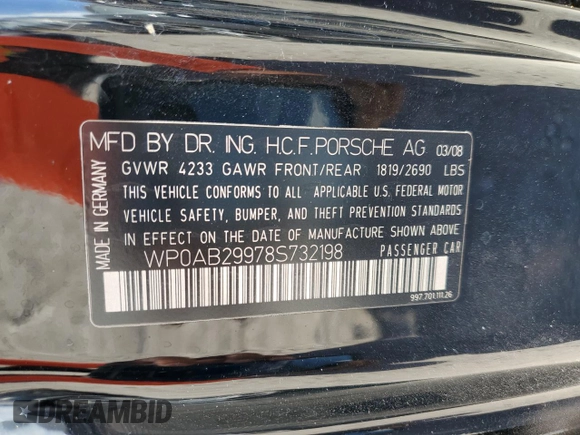 MFD BY DR. ING. H.C.F. PORSCHE AG 03/08
GVWR 4233 GAWR FRONT/REAR 1819/2690 LBS
THIS VEHICLE CONFORMS TO ALL APPLICABLE U.S. FEDERAL MOTOR
VEHICLE SAFETY, BUMPER, AND THEFT PREVENTION STANDARDS
IN EFFECT ON THE DATE OF MANUFACTURE SHOWN ABOVE
WP0AB29978S732198 PASSENGER CAR
997.701.111.26
MADE IN GERMANY
DREAMBID